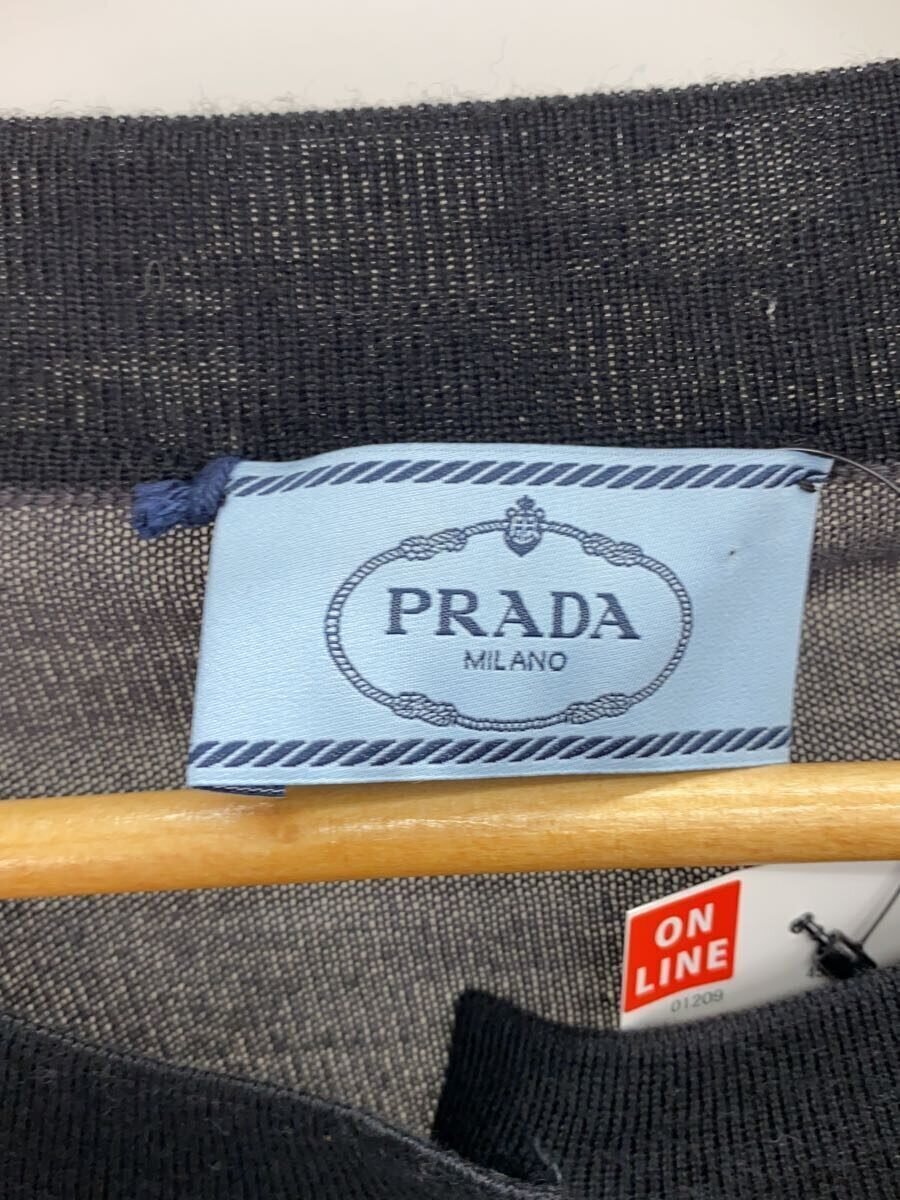 PRADA
MILANO
ON
LINE
01209